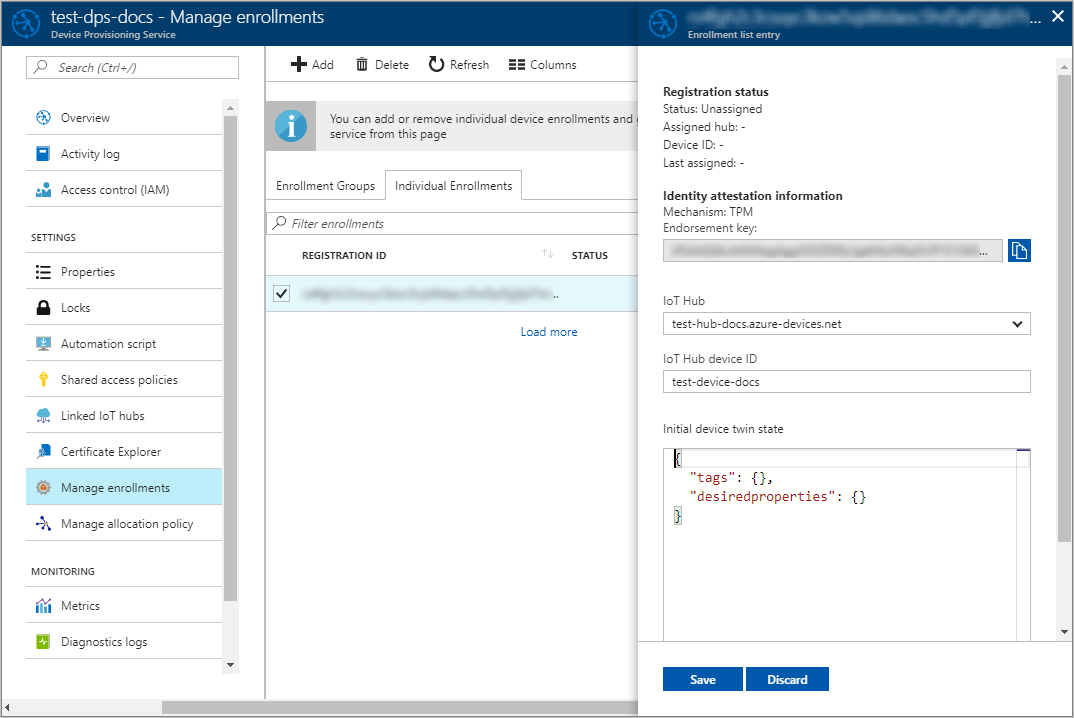 test-dps-docs - Manage enrollments
Device Provisioning Service
Search (Ctrl+/)
Overview
Activity log
Access control (IAM)
SETTINGS
Properties
Locks
Automation script
Shared access policies
Linked IoT hubs
Certificate Explorer
Manage enrollments
Manage allocation policy
MONITORING
Metrics
Diagnostics logs
Add Delete Refresh Columns
You can add or remove individual device enrollments and
service from this page
Enrollment Groups Individual Enrollments
Filter enrollments
REGISTRATION ID STATUS
Load more
Enrollment list entry
Registration status
Status: Unassigned
Assigned hub: -
Device ID: -
Last assigned: -
Identity attestation information
Mechanism: TPM
Endorsement key:
IoT Hub
test-hub-docs.azure-devices.net
IoT Hub device ID
test-device-docs
Initial device twin state
{
"tags": {},
"desiredproperties": {}
}
Save Discard